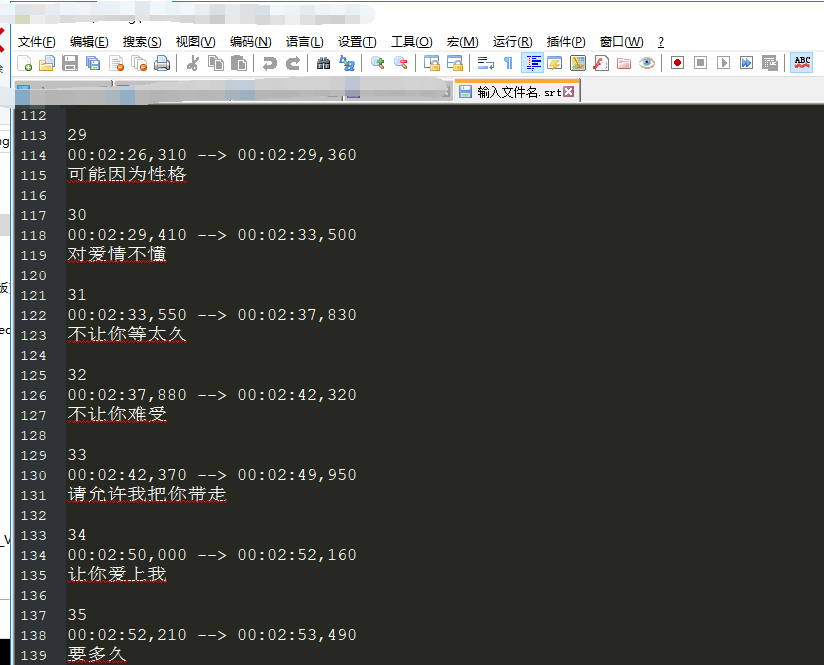 文件(F) 编辑(E) 搜索(S) 视图(V) 编码(N) 语言(L) 设置(T) 工具(O) 宏(M) 运行(R) 插件(P) 窗口(W) ?
ABC
输入文件名.srt
112
113 29
114 00:02:26,310 --> 00:02:29,360
115 可能因为性格
116
117 30
118 00:02:29,410 --> 00:02:33,500
119 对爱情不懂
120
121 31
122 00:02:33,550 --> 00:02:37,830
123 不让你等太久
124
125 32
126 00:02:37,880 --> 00:02:42,320
127 不让你难受
128
129 33
130 00:02:42,370 --> 00:02:49,950
131 请允许我把你带走
132
133 34
134 00:02:50,000 --> 00:02:52,160
135 让你爱上我
136
137 35
138 00:02:52,210 --> 00:02:53,490
139 要多久